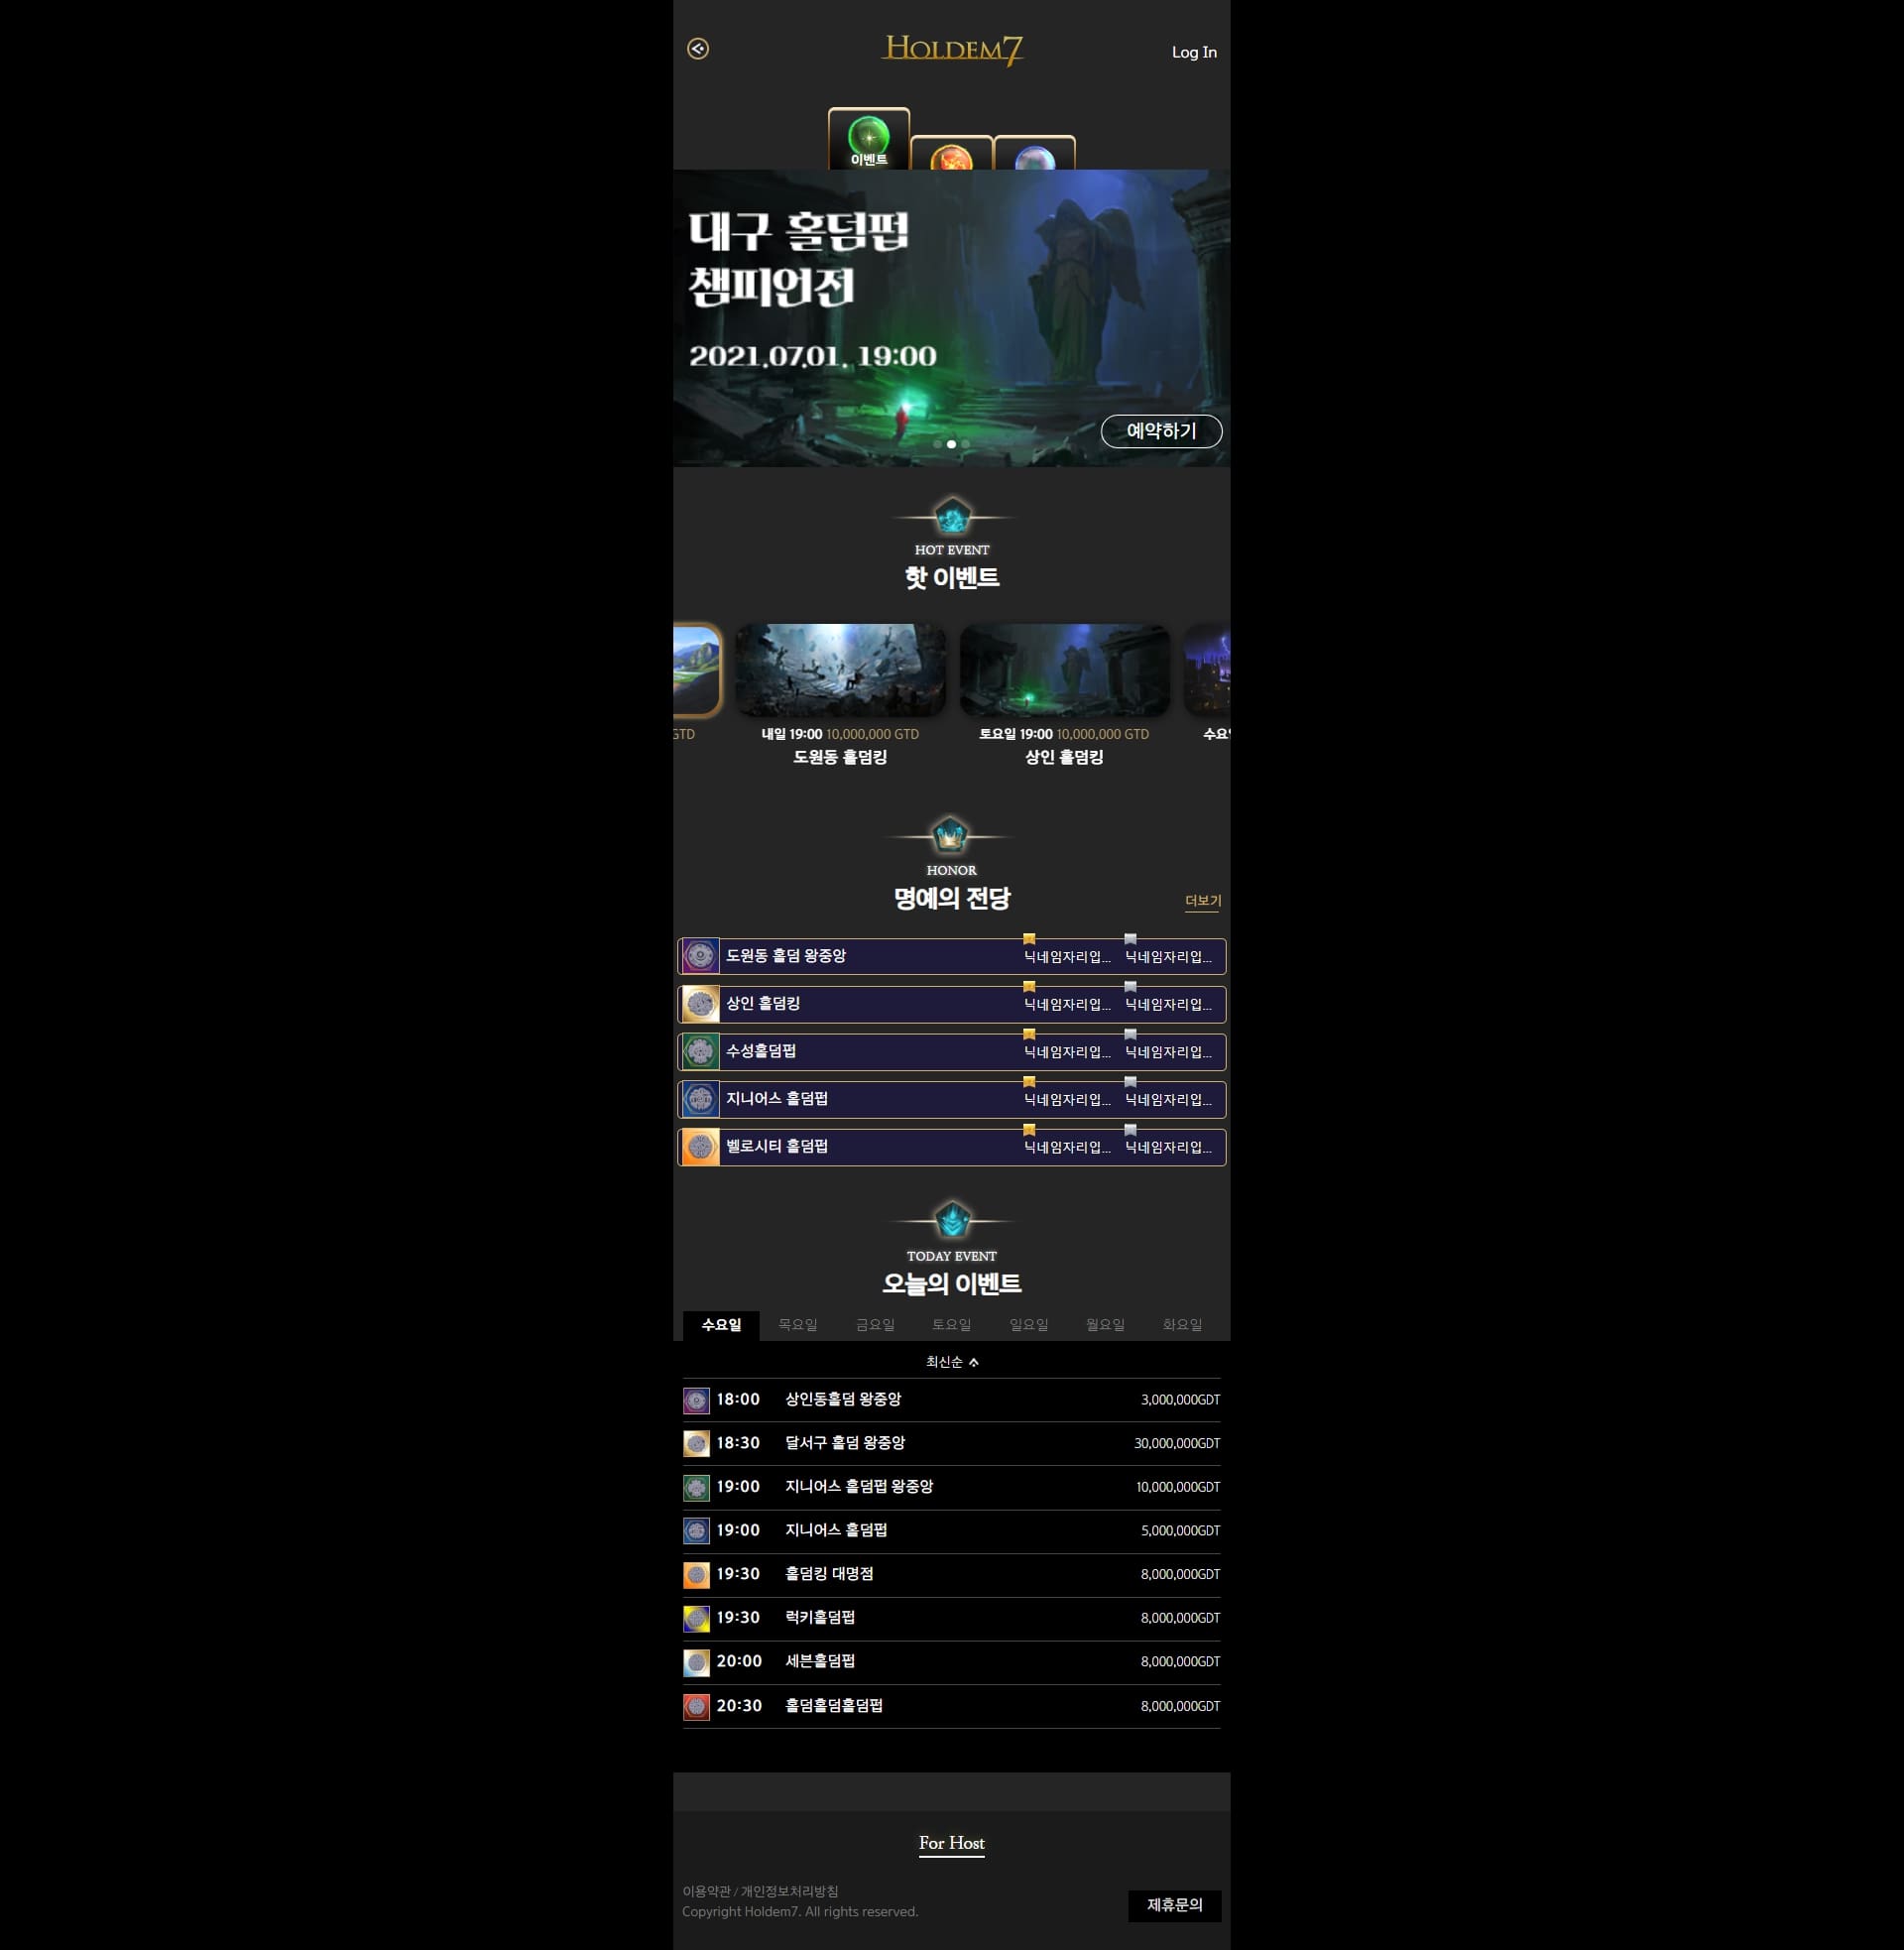 HOLDEM7
Log In
이벤트
대구 홀덤펍
챔피언전
2021.07.01. 19:00
예약하기
HOT EVENT
핫 이벤트
GTD
내일 19:00 10,000,000 GTD
도원동 홀덤킹
토요일 19:00 10,000,000 GTD
상인 홀덤킹
수요
HONOR
명예의 전당
더보기
도원동 홀덤 왕중앙 닉네임자리입... 닉네임자리입...
상인 홀덤킹 닉네임자리입... 닉네임자리입...
수성홀덤펍 닉네임자리입... 닉네임자리입...
지니어스 홀덤펍 닉네임자리입... 닉네임자리입...
벨로시티 홀덤펍 닉네임자리입... 닉네임자리입...
TODAY EVENT
오늘의 이벤트
수요일 목요일 금요일 토요일 일요일 월요일 화요일
최신순
18:00 상인동홀덤 왕중앙 3,000,000GDT
18:30 달서구 홀덤 왕중앙 30,000,000GDT
19:00 지니어스 홀덤펍 왕중앙 10,000,000GDT
19:00 지니어스 홀덤펍 5,000,000GDT
19:30 홀덤킹 대명점 8,000,000GDT
19:30 럭키홀덤펍 8,000,000GDT
20:00 세븐홀덤펍 8,000,000GDT
20:30 홀덤홀덤홀덤펍 8,000,000GDT
For Host
이용약관 / 개인정보처리방침
Copyright Holdem7. All rights reserved.
제휴문의